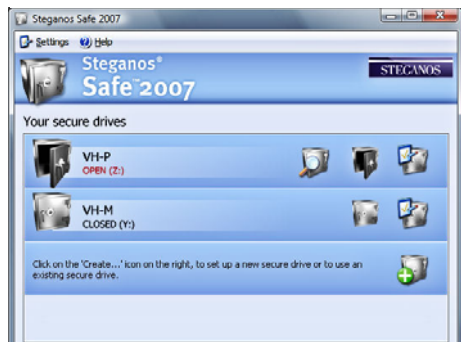 Steganos Safe 2007
Settings Help
Steganos®
Safe™2007
STEGANOS
Your secure drives
VH-P
OPEN (Z:)
VH-M
CLOSED (Y:)
Click on the 'Create...' icon on the right, to set up a new secure drive or to use an
existing secure drive.